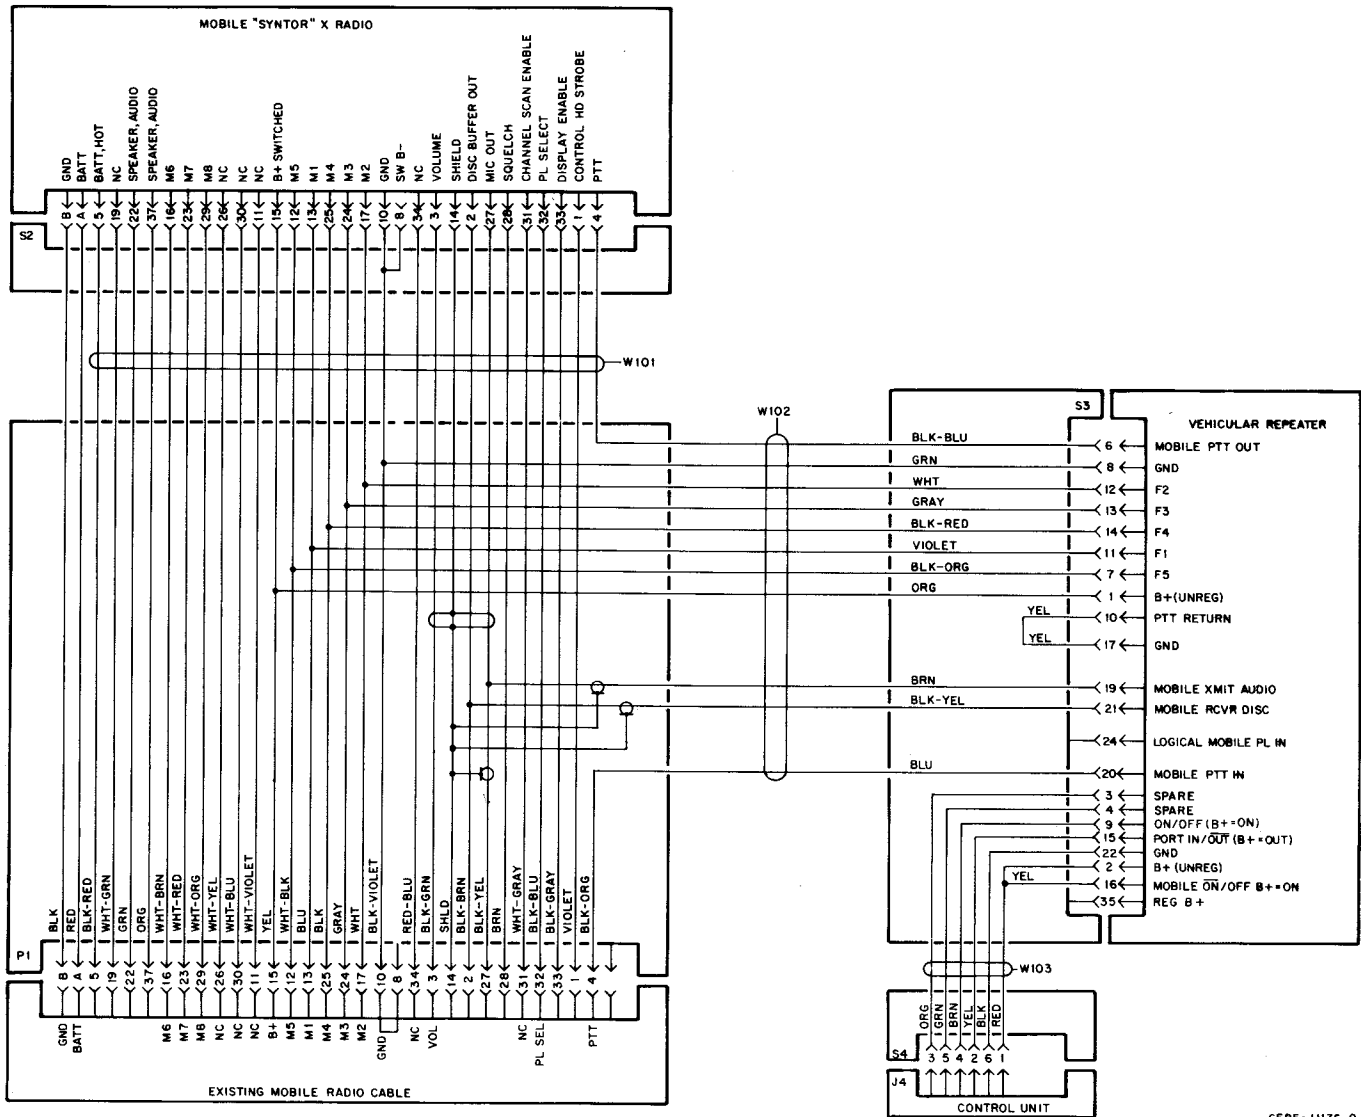 MOBILE "SYNTOR" X RADIO
GND
BATT
BATT, HOT
NC
SPEAKER, AUDIO
SPEAKER, AUDIO
M6
M7
M8
NC
NC
NC
B+ SWITCHED
M5
M1
M4
M3
M2
GND
SW B-
NC
VOLUME
SHIELD
DISC BUFFER OUT
MIC OUT
SQUELCH
CHANNEL SCAN ENABLE
PL SELECT
DISPLAY ENABLE
CONTROL HD STROBE
PTT
B A 5 19 22 37 16 23 29 26 30 11 15 12 13 25 24 17 10 8 34 3 14 2 27 28 31 32 33 1 4
S2
W101
W102
S3
VEHICULAR REPEATER
BLK-BLU 6 MOBILE PTT OUT
GRN 8 GND
WHT 12 F2
GRAY 13 F3
BLK-RED 14 F4
VIOLET 11 F1
BLK-ORG 7 F5
ORG 1 B+(UNREG)
YEL 10 PTT RETURN
YEL 17 GND
BRN 19 MOBILE XMIT AUDIO
BLK-YEL 21 MOBILE RCVR DISC
24 LOGICAL MOBILE PL IN
BLU 20 MOBILE PTT IN
3 SPARE
4 SPARE
9 ON/OFF (B+=ON)
15 PORT IN/OUT (B+=OUT)
22 GND
2 B+(UNREG)
YEL 16 MOBILE ON/OFF B+=ON
35 REG B+
BLK
RED
BLK-RED
WHT-GRN
GRN
ORG
WHT-BRN
WHT-RED
WHT-ORG
WHT-YEL
WHT-BLU
WHT-VIOLET
YEL
WHT-BLK
BLU
BLK
GRAY
WHT
BLK-VIOLET
RED-BLU
BLK-GRN
SHLD
BLK-BRN
BLK-YEL
BRN
WHT-GRAY
BLK-BLU
BLK-GRAY
VIOLET
BLK-ORG
P1
B A 5 19 22 37 16 23 29 26 30 11 15 12 13 25 24 17 10 8 34 3 14 2 27 28 31 32 33 1 4
GND
BATT
M6
M7
M8
NC
NC
NC
B+
M5
M1
M4
M3
M2
GND
NC
VOL
NC
PL SEL
PTT
EXISTING MOBILE RADIO CABLE
W103
ORG
GRN
BRN
YEL
BLK
RED
S4 3 5 4 2 6 1
J4
CONTROL UNIT